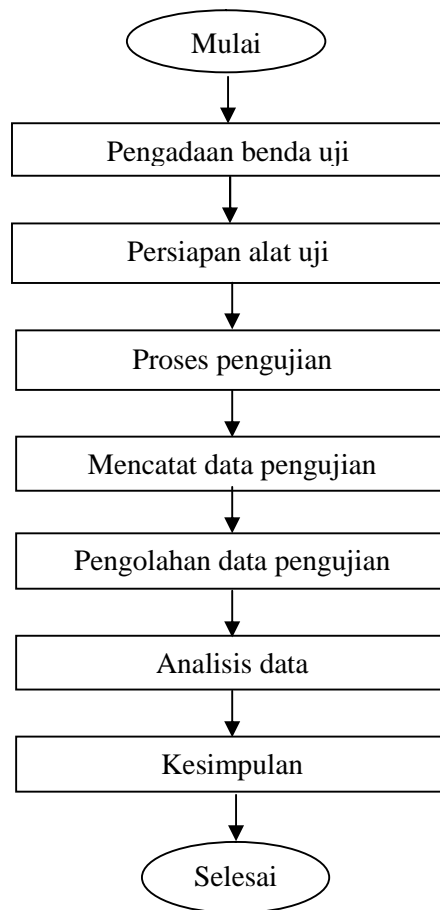 Mulai
Pengadaan benda uji
Persiapan alat uji
Proses pengujian
Mencatat data pengujian
Pengolahan data pengujian
Analisis data
Kesimpulan
Selesai